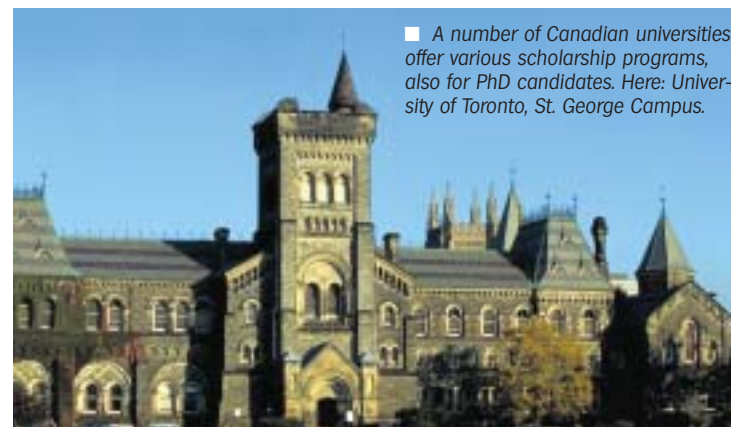 A number of Canadian universities
offer various scholarship programs,
also for PhD candidates. Here: Univer-
sity of Toronto, St. George Campus.